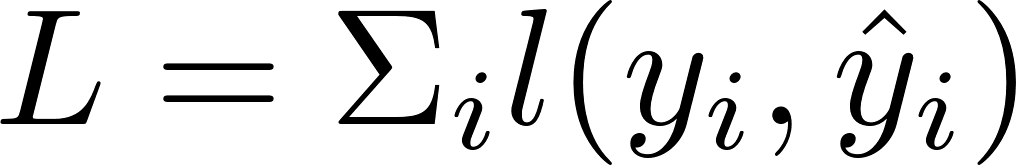 L = Σ_i l(y_i, ŷ_i)